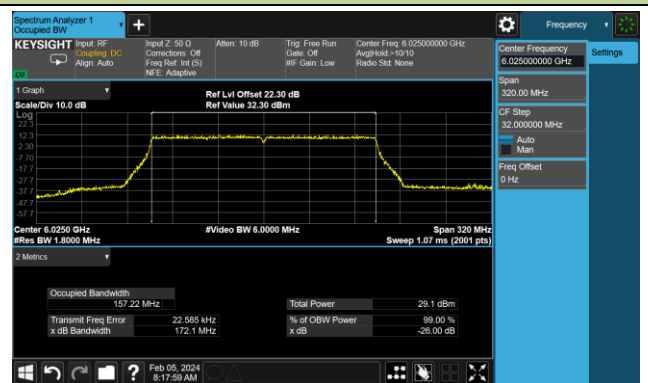 Spectrum Analyzer 1
Occupied BW
Frequency
KEYSIGHT
Input: RF
Coupling: DC
Align: Auto
Input Z: 50 Ω
Corrections: Off
Freq Ref: Int (S)
NFE: Adaptive
Atten: 10 dB
Trig: Free Run
Gate: Off
#IF Gain: Low
Center Freq: 6.025000000 GHz
Avg|Hold:>10/10
Radio Std: None
Center Frequency
6.025000000 GHz
Settings
Span
320.00 MHz
CF Step
32.000000 MHz
Auto
Man
Freq Offset
0 Hz
1 Graph
Scale/Div 10.0 dB
Ref Lvl Offset 22.30 dB
Ref Value 32.30 dBm
Log
22.3
12.3
2.30
-7.70
-17.7
-27.7
-37.7
-47.7
-57.7
Center 6.0250 GHz
#Video BW 6.0000 MHz
Span 320 MHz
#Res BW 1.8000 MHz
Sweep 1.07 ms (2001 pts)
2 Metrics
Occupied Bandwidth
157.22 MHz
Total Power 29.1 dBm
Transmit Freq Error 22.585 kHz
% of OBW Power 99.00 %
x dB Bandwidth 172.1 MHz
x dB -26.00 dB
?
Feb 05, 2024
8:17:59 AM